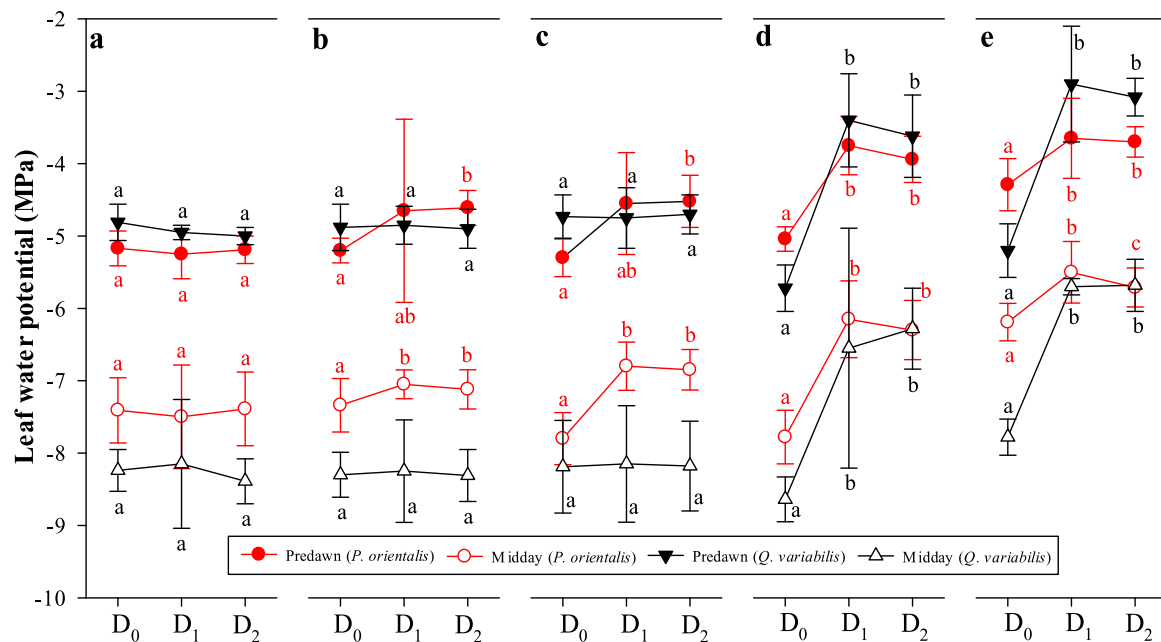 Leaf water potential (MPa)
-2
-3
-4
-5
-6
-7
-8
-9
-10
a
b
c
d
e
a a a
a a a
a a a
a a a
a a b
a ab a
a b b
a a a
a a b
a ab a
a b b
a a a
b b
a b b
a b b
a b b
a
b b
a b b
a b c
a b b
a
Predawn (P. orientalis) Midday (P. orientalis) Predawn (Q. variabilis) Midday (Q. variabilis)
D0 D1 D2 D0 D1 D2 D0 D1 D2 D0 D1 D2 D0 D1 D2